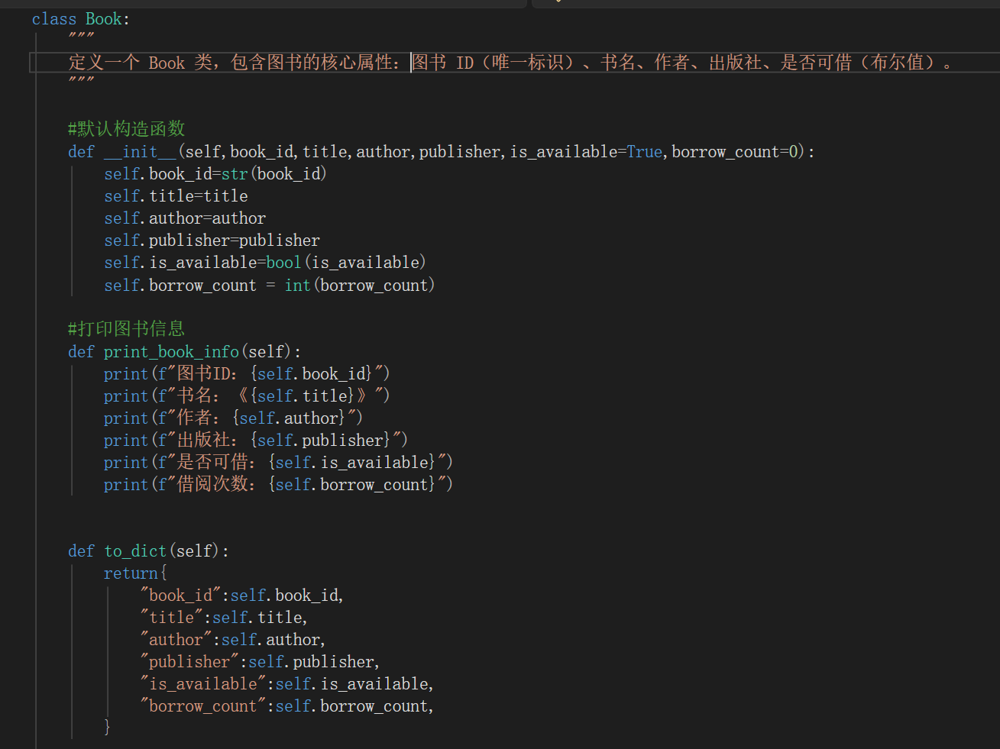 class Book:
    """
    定义一个 Book 类，包含图书的核心属性：图书 ID（唯一标识）、书名、作者、出版社、是否可借（布尔值）。
    """
    #默认构造函数
    def __init__(self,book_id,title,author,publisher,is_available=True,borrow_count=0):
        self.book_id=str(book_id)
        self.title=title
        self.author=author
        self.publisher=publisher
        self.is_available=bool(is_available)
        self.borrow_count = int(borrow_count)
    #打印图书信息
    def print_book_info(self):
        print(f"图书ID：{self.book_id}")
        print(f"书名：《{self.title}》")
        print(f"作者：{self.author}")
        print(f"出版社：{self.publisher}")
        print(f"是否可借：{self.is_available}")
        print(f"借阅次数：{self.borrow_count}")
    def to_dict(self):
        return{
            "book_id":self.book_id,
            "title":self.title,
            "author":self.author,
            "publisher":self.publisher,
            "is_available":self.is_available,
            "borrow_count":self.borrow_count,
        }